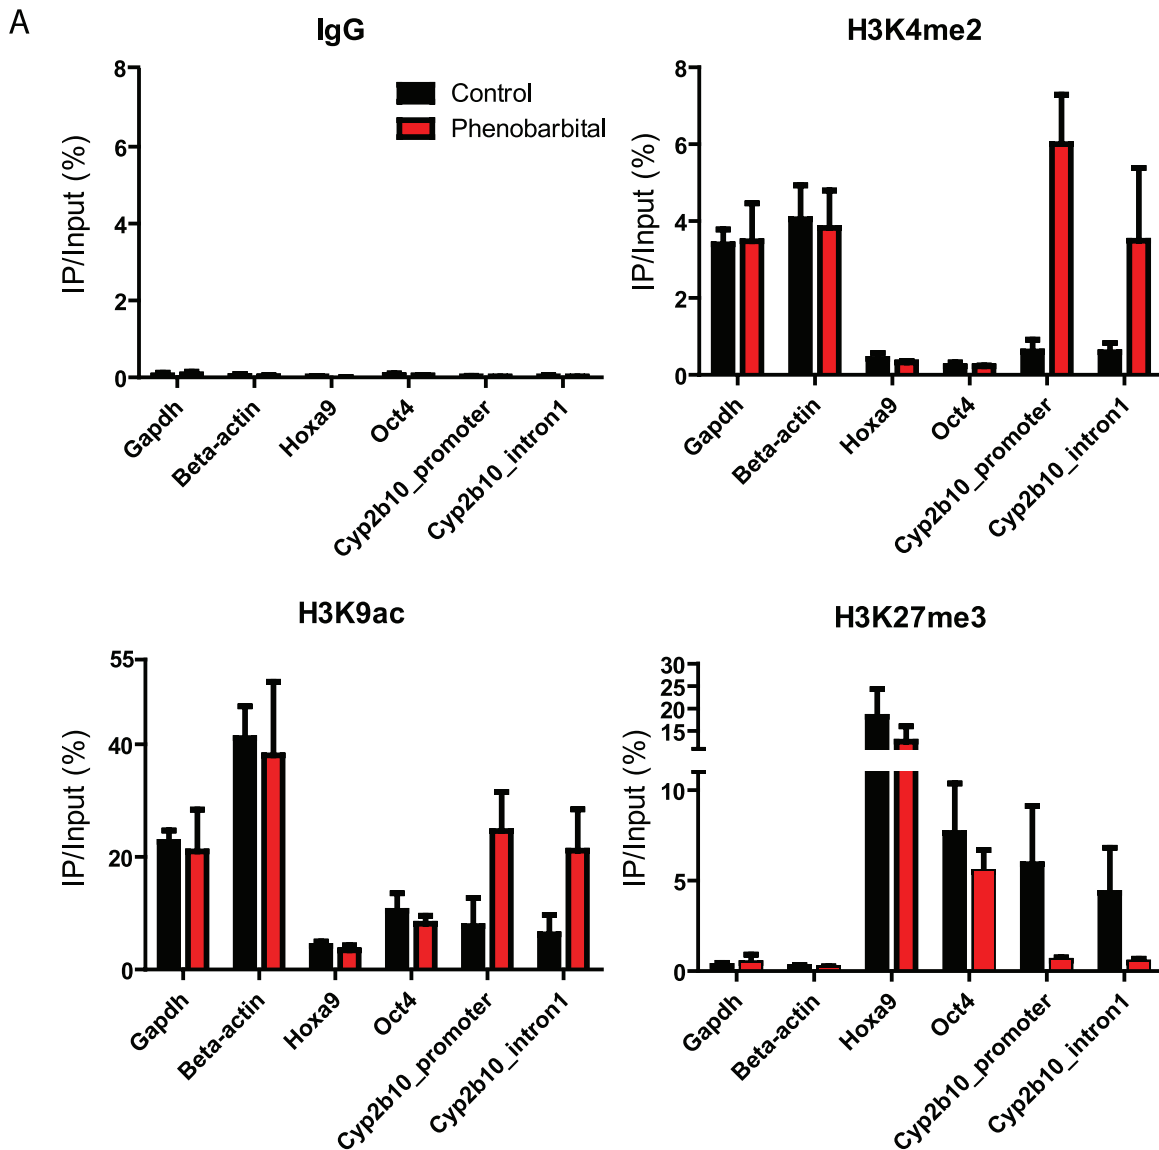 A
IgG
8
6
4
2
0
IP/Input (%)
Control
Phenobarbital
Gapdh
Beta-actin
Hoxa9
Oct4
Cyp2b10_promoter
Cyp2b10_intron1
H3K4me2
8
6
4
2
0
IP/Input (%)
Gapdh
Beta-actin
Hoxa9
Oct4
Cyp2b10_promoter
Cyp2b10_intron1
H3K9ac
55
40
20
0
IP/Input (%)
Gapdh
Beta-actin
Hoxa9
Oct4
Cyp2b10_promoter
Cyp2b10_intron1
H3K27me3
30
25
20
15
10
5
0
IP/Input (%)
Gapdh
Beta-actin
Hoxa9
Oct4
Cyp2b10_promoter
Cyp2b10_intron1